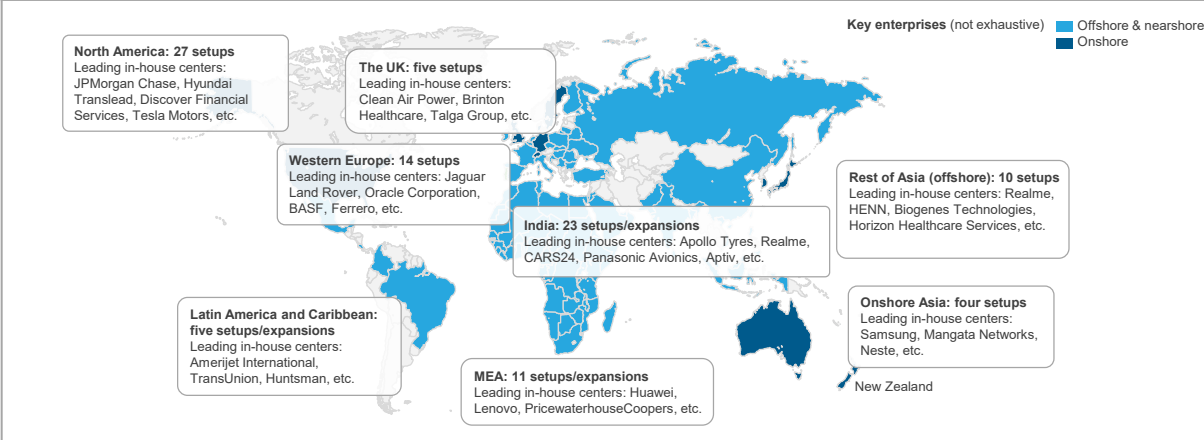 Key enterprises (not exhaustive)
Offshore & nearshore
Onshore
North America: 27 setups
Leading in-house centers:
JPMorgan Chase, Hyundai
Translead, Discover Financial
Services, Tesla Motors, etc.
The UK: five setups
Leading in-house centers:
Clean Air Power, Brinton
Healthcare, Talga Group, etc.
Western Europe: 14 setups
Leading in-house centers: Jaguar
Land Rover, Oracle Corporation,
BASF, Ferrero, etc.
Rest of Asia (offshore): 10 setups
Leading in-house centers: Realme,
HENN, Biogenes Technologies,
Horizon Healthcare Services, etc.
India: 23 setups/expansions
Leading in-house centers: Apollo Tyres, Realme,
CARS24, Panasonic Avionics, Aptiv, etc.
Latin America and Caribbean:
five setups/expansions
Leading in-house centers:
Amerijet International,
TransUnion, Huntsman, etc.
Onshore Asia: four setups
Leading in-house centers:
Samsung, Mangata Networks,
Neste, etc.
MEA: 11 setups/expansions
Leading in-house centers: Huawei,
Lenovo, PricewaterhouseCoopers, etc.
New Zealand